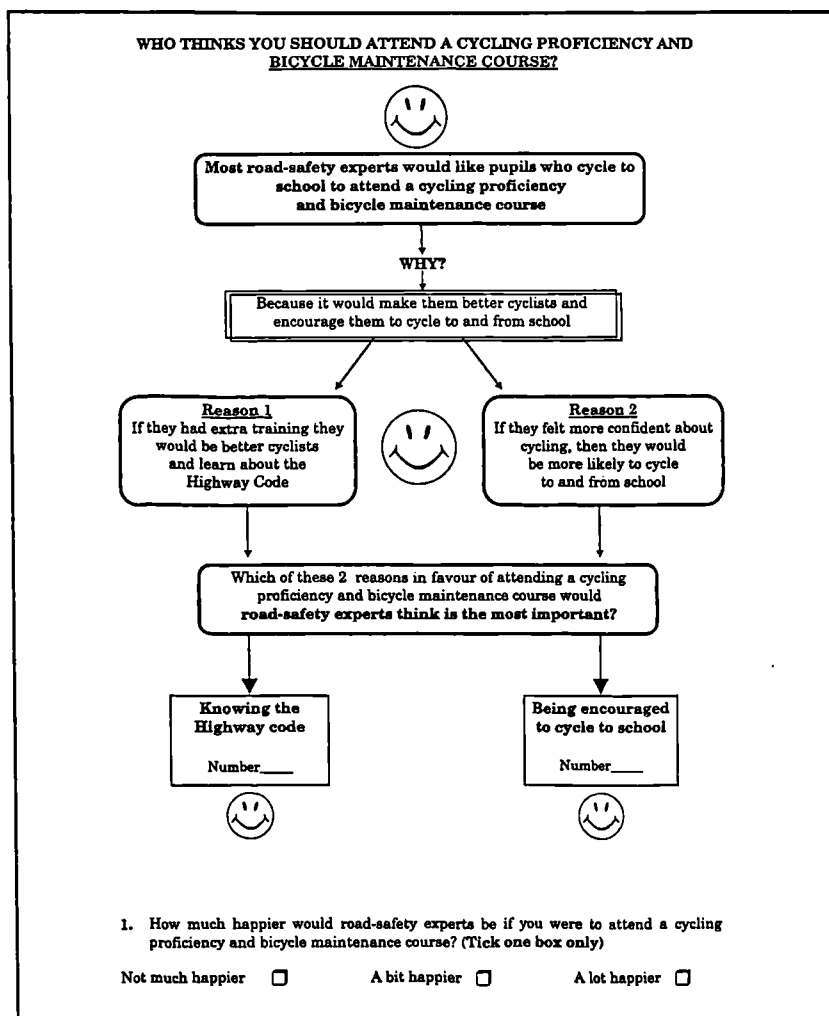 WHO THINKS YOU SHOULD ATTEND A CYCLING PROFICIENCY AND
BICYCLE MAINTENANCE COURSE?
Most road-safety experts would like pupils who cycle to
school to attend a cycling proficiency
and bicycle maintenance course
WHY?
Because it would make them better cyclists and
encourage them to cycle to and from school
Reason 1
If they had extra training they
would be better cyclists
and learn about the
Highway Code
Reason 2
If they felt more confident about
cycling, then they would
be more likely to cycle
to and from school
Which of these 2 reasons in favour of attending a cycling
proficiency and bicycle maintenance course would
road-safety experts think is the most important?
Knowing the
Highway code
Number____
Being encouraged
to cycle to school
Number____
1. How much happier would road-safety experts be if you were to attend a cycling
proficiency and bicycle maintenance course? (Tick one box only)
Not much happier ☐ A bit happier ☐ A lot happier ☐